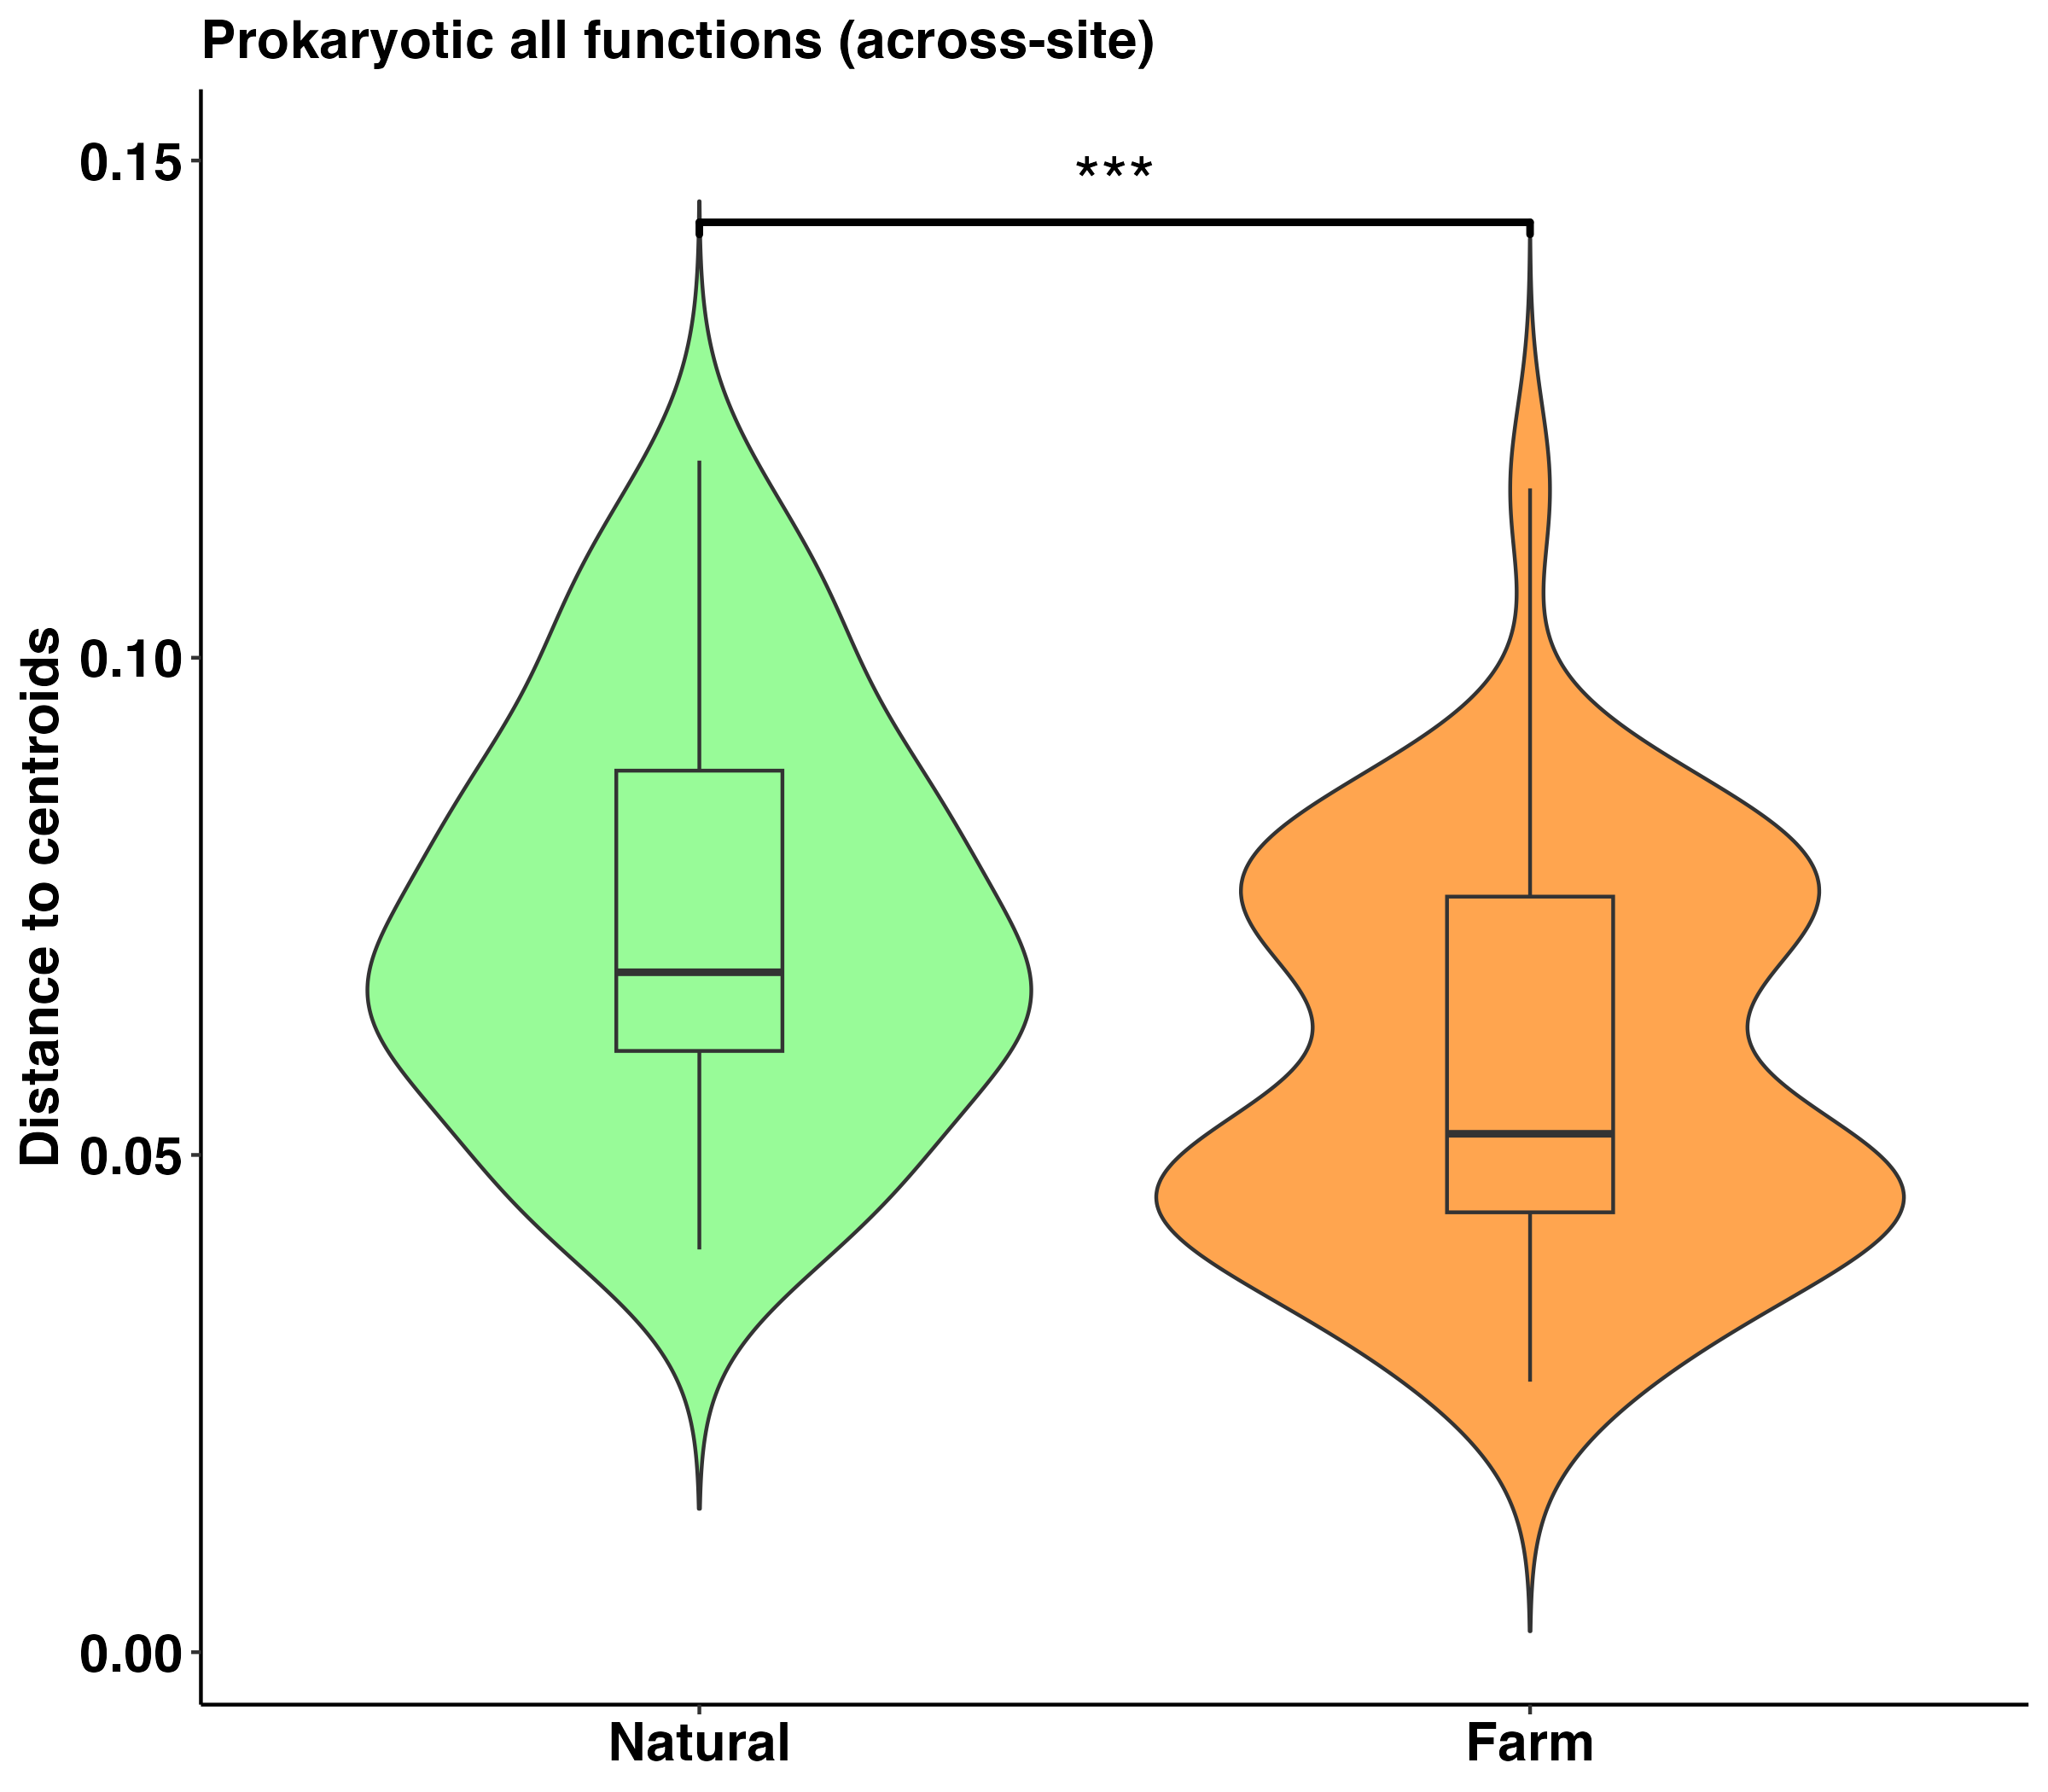 Prokaryotic all functions (across-site)
***
0.15
0.10
0.05
0.00
Distance to centroids
Natural
Farm